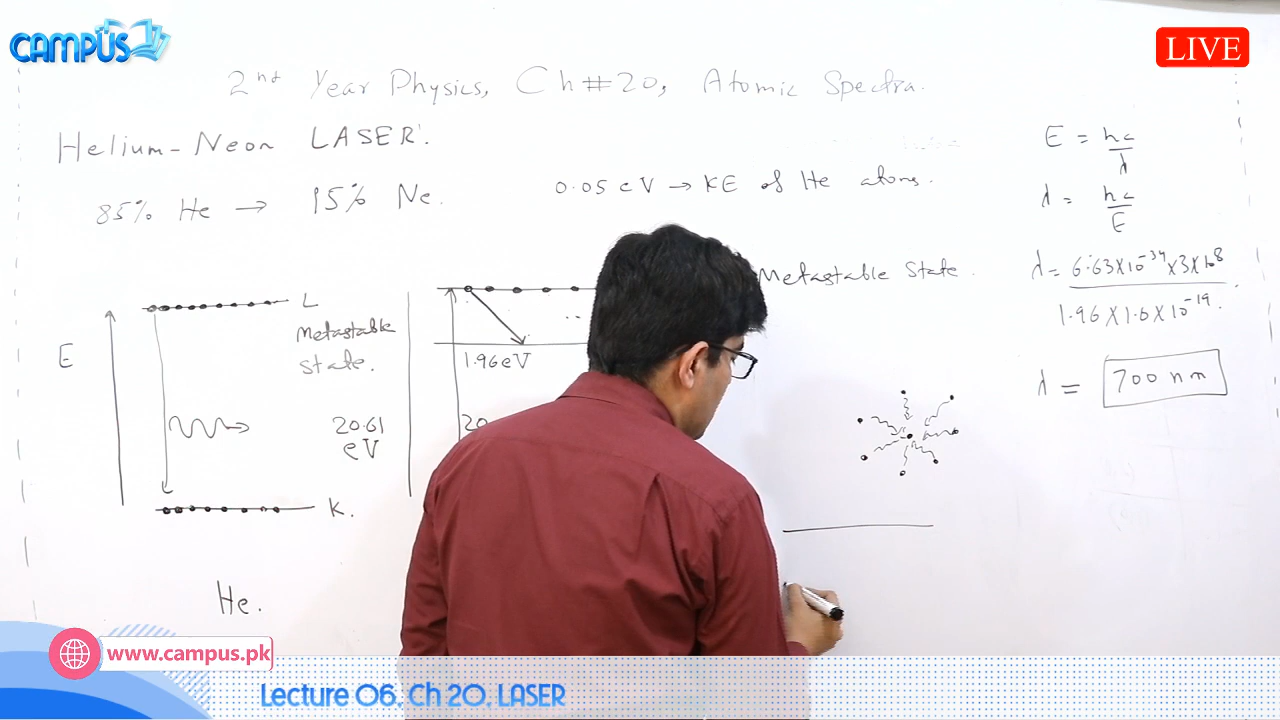 CAMPUS
LIVE
2nd Year Physics, Ch #20, Atomic Spectra.
Helium-Neon LASER.
85% He → 15% Ne.
0.05 eV → KE of He atoms.
E = hc/λ
λ = hc/E
λ = 6.63×10⁻³⁴×3×10⁸ / 1.96×1.6×10⁻¹⁹.
λ = 700 nm
Metastable State.
L
Metastable
State.
E
1.96eV
20.61
eV
20
K.
He.
www.campus.pk
Lecture 06, Ch 20, LASER